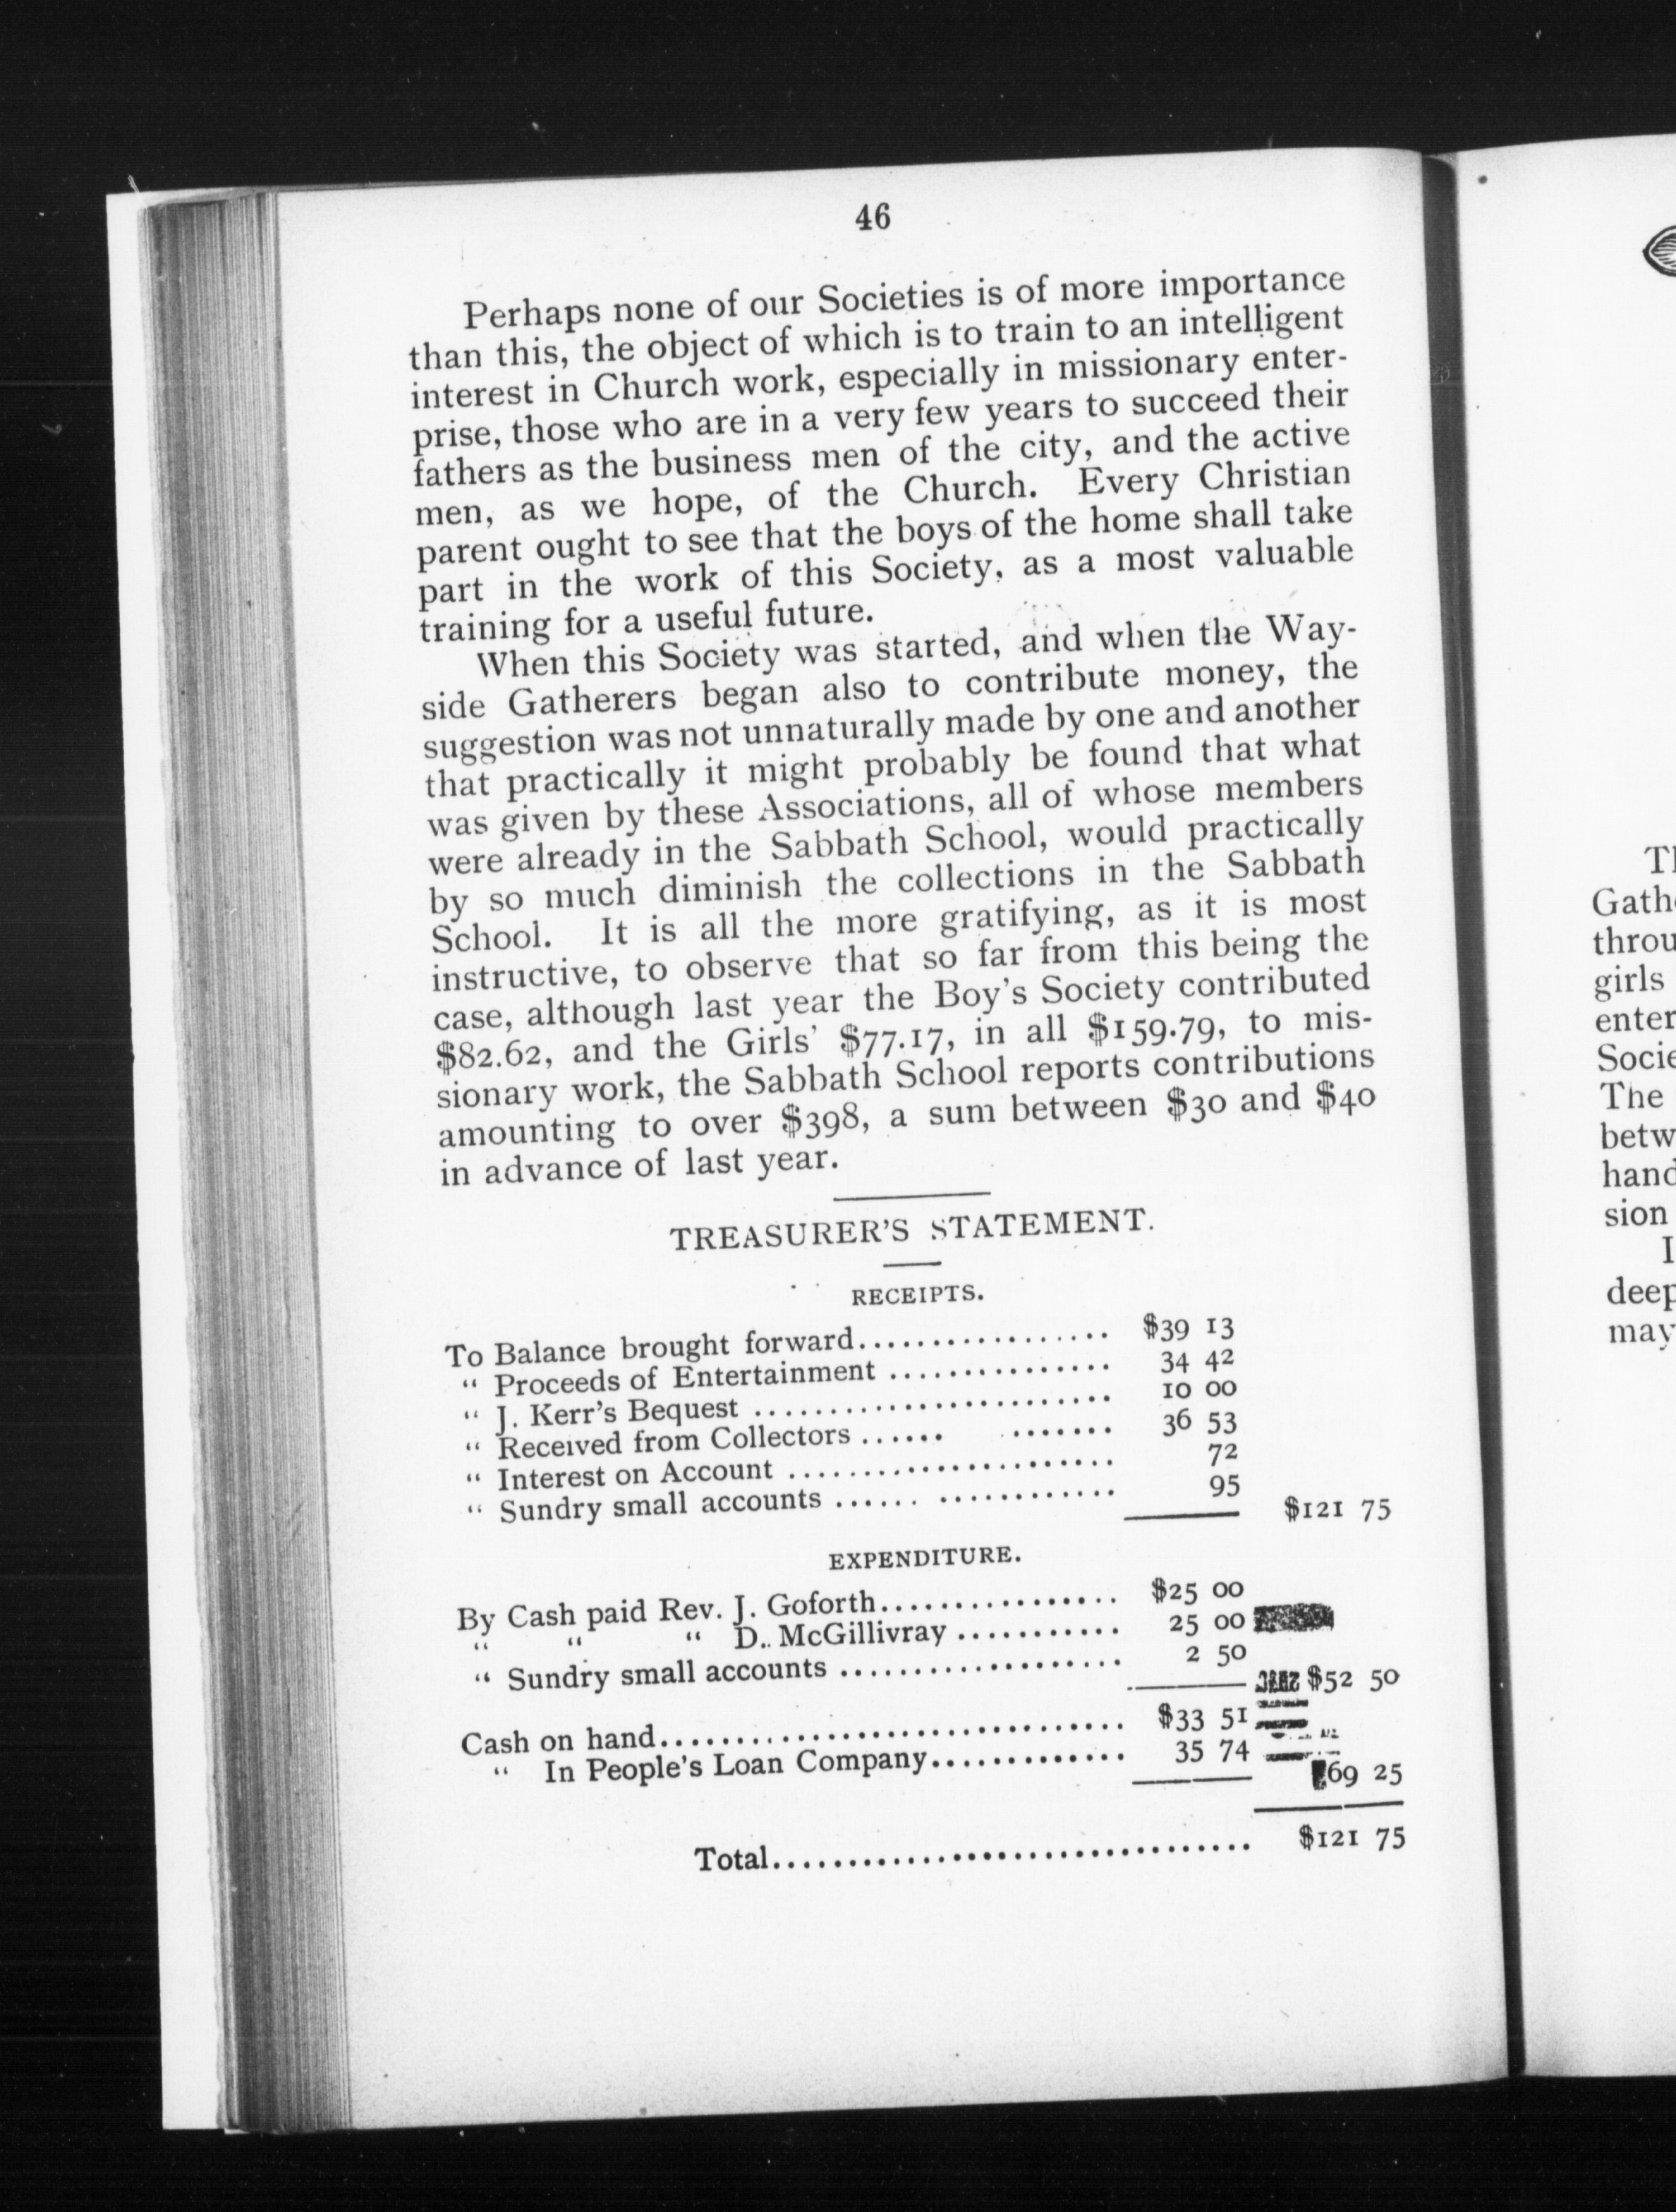 46
Perhaps none of our Societies is of more importance
than this, the object of which is to train to an intelligent
interest in Church work, especially in missionary enter-
prise, those who are in a very few years to succeed their
fathers as the business men of the city, and the active
men, as we hope, of the Church. Every Christian
parent ought to see that the boys of the home shall take
part in the work of this Society, as a most valuable
training for a useful future.
When this Society was started, and when the Way-
side Gatherers began also to contribute money, the
suggestion was not unnaturally made by one and another
that practically it might probably be found that what
was given by these Associations, all of whose members
were already in the Sabbath School, would practically
by so much diminish the collections in the Sabbath
School. It is all the more gratifying, as it is most
instructive, to observe that so far from this being the
case, although last year the Boy's Society contributed
$82.62, and the Girls' $77.17, in all $159.79, to mis-
sionary work, the Sabbath School reports contributions
amounting to over $398, a sum between $30 and $40
in advance of last year.
TREASURER'S STATEMENT.
RECEIPTS.
To Balance brought forward.................. $39 13
" Proceeds of Entertainment ............... 34 42
" J. Kerr's Bequest ......................... 10 00
" Received from Collectors ...... ....... 36 53
" Interest on Account ....................... 72
" Sundry small accounts ...... ............ 95
$121 75
EXPENDITURE.
By Cash paid Rev. J. Goforth................ $25 00
" " " D. McGillivray ........... 25 00
" Sundry small accounts ................... 2 50
$52 50
Cash on hand................................ $33 51
" In People's Loan Company............. 35 74
69 25
Total................................. $121 75
Th
Gath
throu
girls
enter
Socie
The
betw
hand
sion
I
deep
may